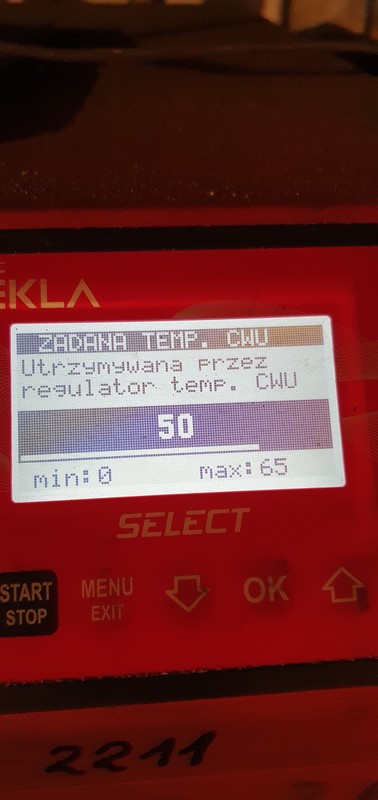 EKLA
ZADANA TEMP. CWU
Utrzymywana przez
regulator temp. CWU
50
min:0 max:65
SELECT
START STOP
MENU EXIT
OK
2211